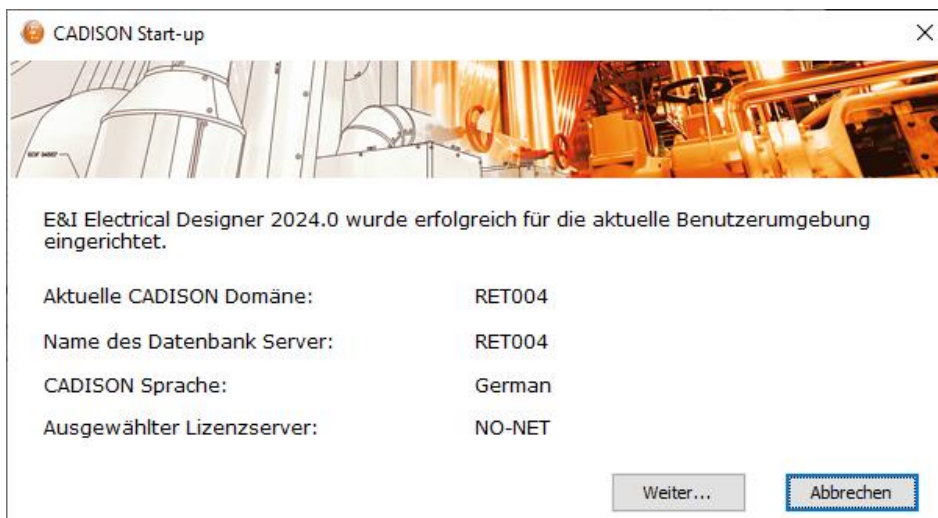 CADISON Start-up
E&I Electrical Designer 2024.0 wurde erfolgreich für die aktuelle Benutzerumgebung
eingerichtet.
Aktuelle CADISON Domäne: RET004
Name des Datenbank Server: RET004
CADISON Sprache: German
Ausgewählter Lizenzserver: NO-NET
Weiter... Abbrechen